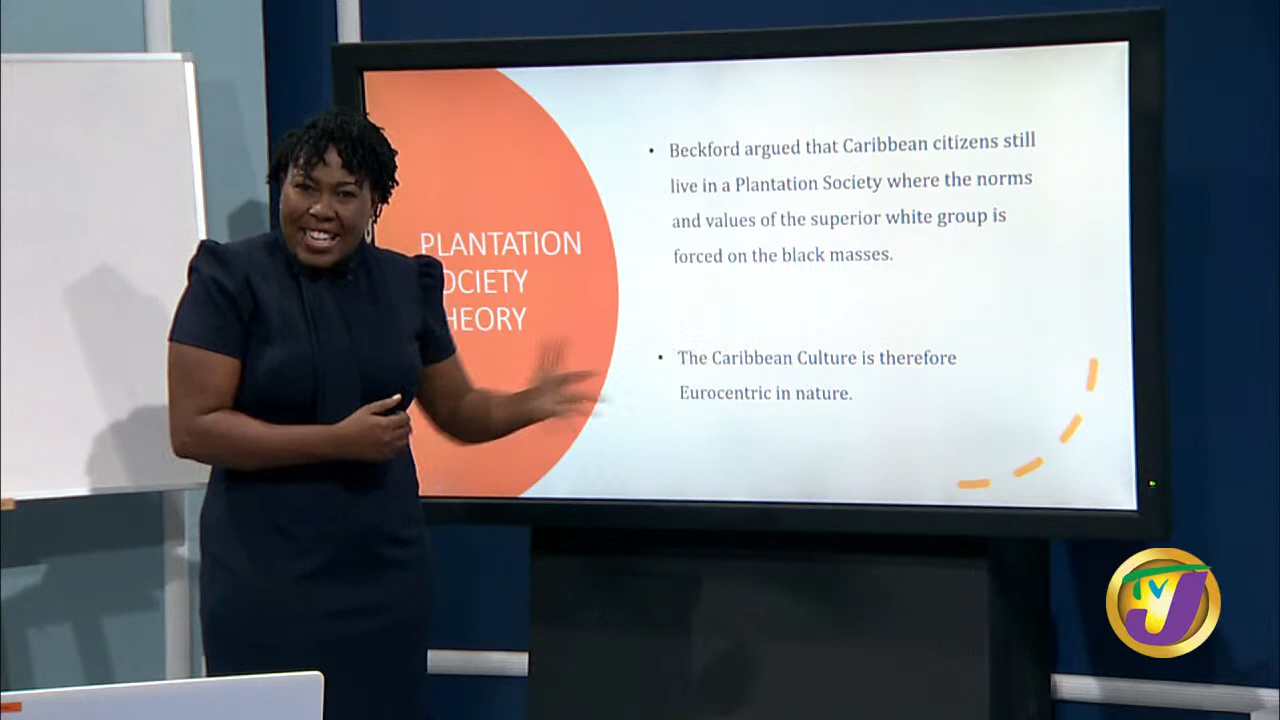 PLANTATION
OCIETY
HEORY
• Beckford argued that Caribbean citizens still
live in a Plantation Society where the norms
and values of the superior white group is
forced on the black masses.
• The Caribbean Culture is therefore
Eurocentric in nature.
TVJ